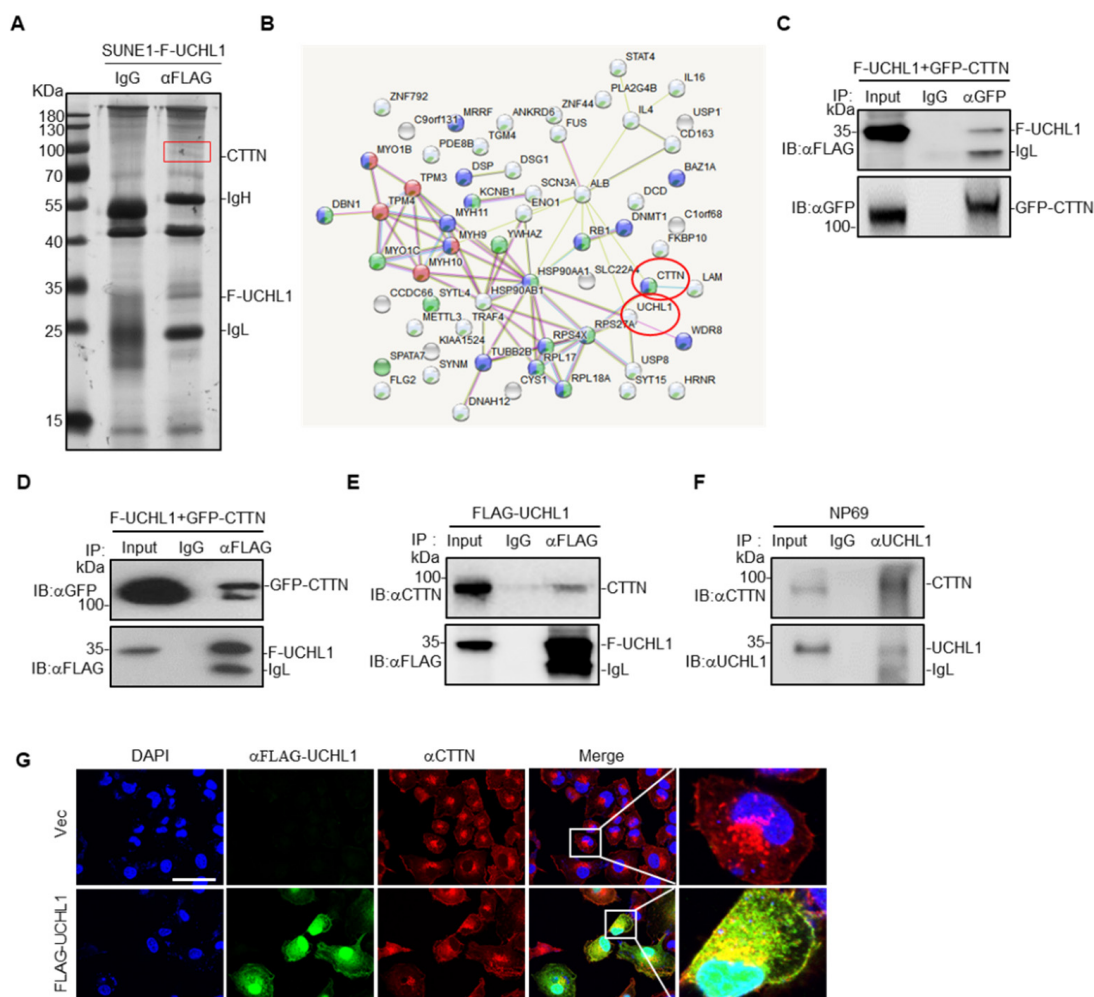 A
SUNE1-F-UCHL1
IgG αFLAG
KDa
180
130
100
70
55
40
35
25
15
-CTTN
IgH
F-UCHL1
-IgL
B
STAT4
IL16
PLA2G4B
ZNF792
ZNF44
IL4
USP1
C9orf131
MRRF
ANKRD6
FUS
CD163
PDE8B
TGM4
MYO1B
DSP
DSG1
BAZ1A
TPM3
KCNB1
SCN3A
ALB
DCD
DBN1
TPM4
MYH11
ENO1
DNMT1
C1orf68
MYH9
YWHAZ
RB1
FKBP10
MYO1C
MYH10
HSP90AA1
SLC22A4
CTTN
LAM
CCDC66
SYTL4
HSP90AB1
UCHL1
METTL3
TRAF4
RPS27A
WDR8
KIAA1524
RPS4X
SPATA7
TUBB2B
RPL17
USP8
FLG2
SYNM
CYS1
RPL18A
SYT15
HRNR
DNAH12
C
F-UCHL1+GFP-CTTN
IP: Input IgG αGFP
kDa
35
IB:αFLAG
-F-UCHL1
-IgL
IB:αGFP
100-
-GFP-CTTN
D
F-UCHL1+GFP-CTTN
IP: Input IgG αFLAG
kDa
IB:αGFP
100-
-GFP-CTTN
35-
IB:αFLAG
-F-UCHL1
-IgL
E
FLAG-UCHL1
IP : Input IgG αFLAG
kDa
100
IB:αCTTN
-CTTN
35-
IB:αFLAG
-F-UCHL1
-IgL
F
NP69
IP : Input IgG αUCHL1
kDa
100-
IB:αCTTN
-CTTN
35-
IB:αUCHL1
-UCHL1
-IgL
G
DAPI αFLAG-UCHL1 αCTTN Merge
Vec
FLAG-UCHL1